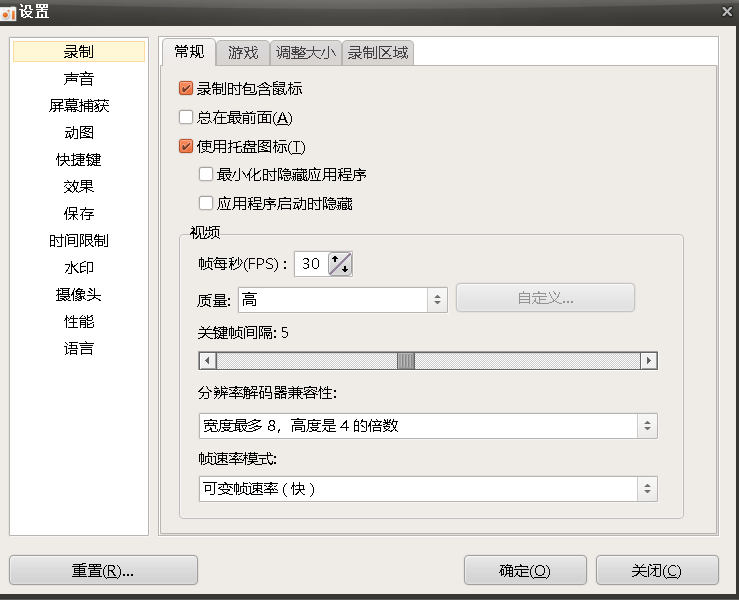 设置
录制
声音
屏幕捕获
动图
快捷键
效果
保存
时间限制
水印
摄像头
性能
语言
常规 游戏 调整大小 录制区域
录制时包含鼠标
总在最前面(A)
使用托盘图标(T)
最小化时隐藏应用程序
应用程序启动时隐藏
视频
帧每秒(FPS) : 30
质量: 高 自定义...
关键帧间隔: 5
分辨率解码器兼容性:
宽度最多 8，高度是 4 的倍数
帧速率模式:
可变帧速率 ( 快 )
重置(R)... 确定(O) 关闭(C)